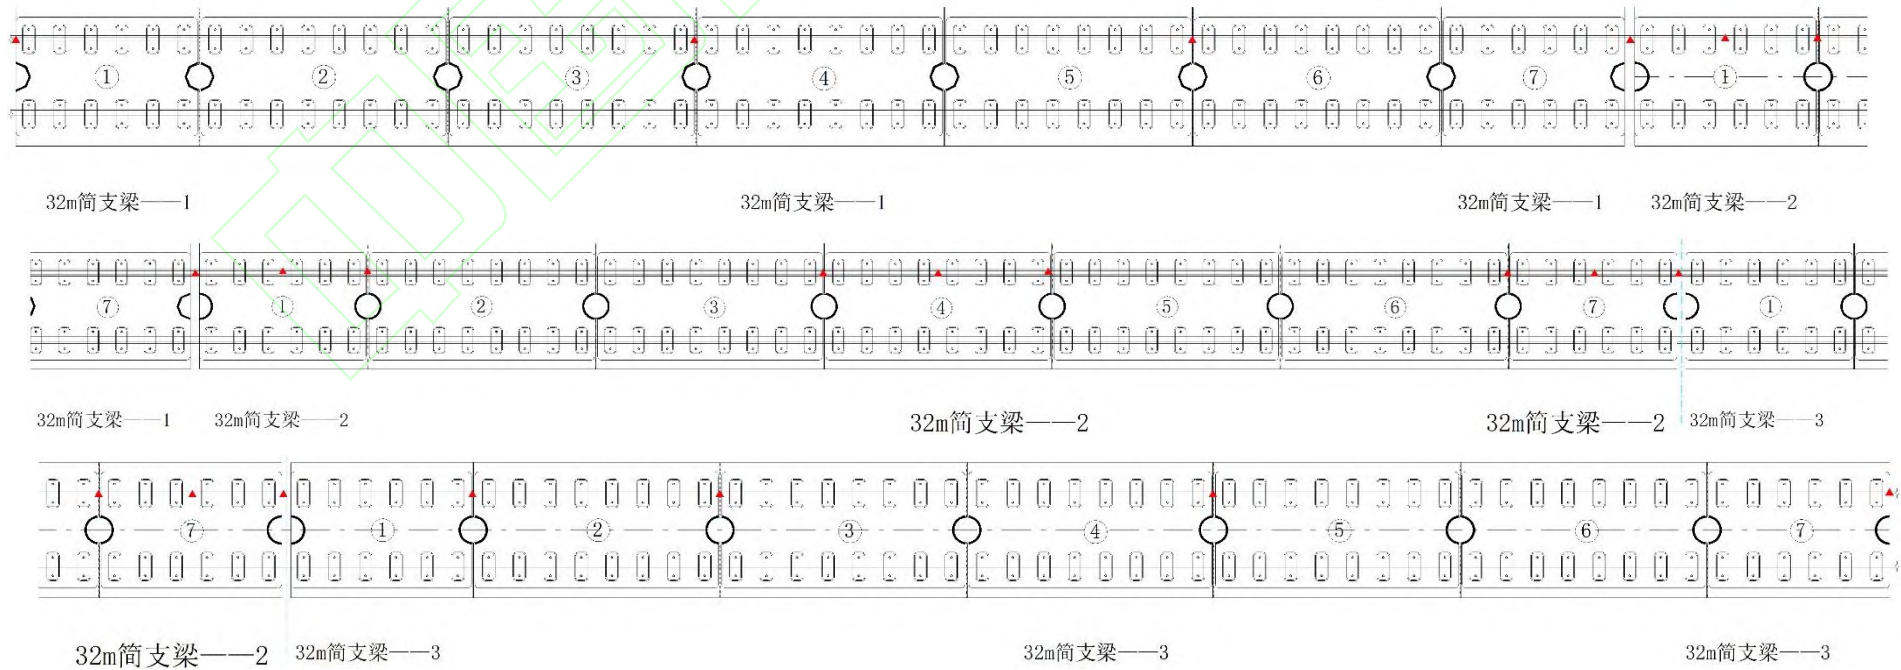 ① ② ③ ④ ⑤ ⑥ ⑦ ①
32m简支梁——1 32m简支梁——1 32m简支梁——1 32m简支梁——2
⑦ ① ② ③ ④ ⑤ ⑥ ⑦ ①
32m简支梁——1 32m简支梁——2 32m简支梁——2 32m简支梁——2 32m简支梁——3
⑦ ① ② ③ ④ ⑤ ⑥ ⑦
32m简支梁——2 32m简支梁——3 32m简支梁——3 32m简支梁——3